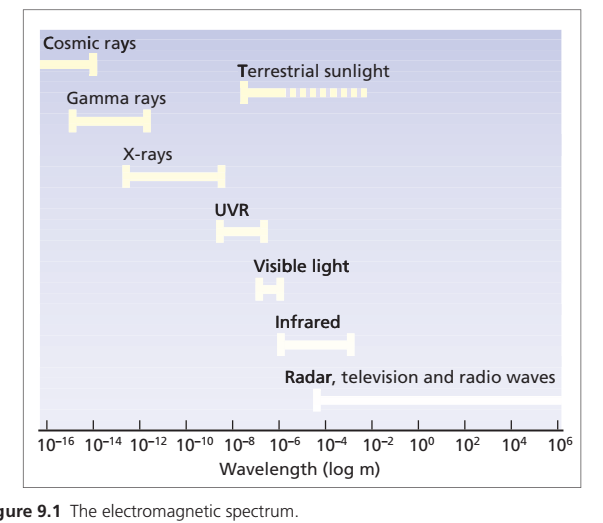 Cosmic rays
Terrestrial sunlight
Gamma rays
X-rays
UVR
Visible light
Infrared
Radar, television and radio waves
10⁻¹⁶ 10⁻¹⁴ 10⁻¹² 10⁻¹⁰ 10⁻⁸ 10⁻⁶ 10⁻⁴ 10⁻² 10⁰ 10² 10⁴ 10⁶
Wavelength (log m)
gure 9.1 The electromagnetic spectrum.